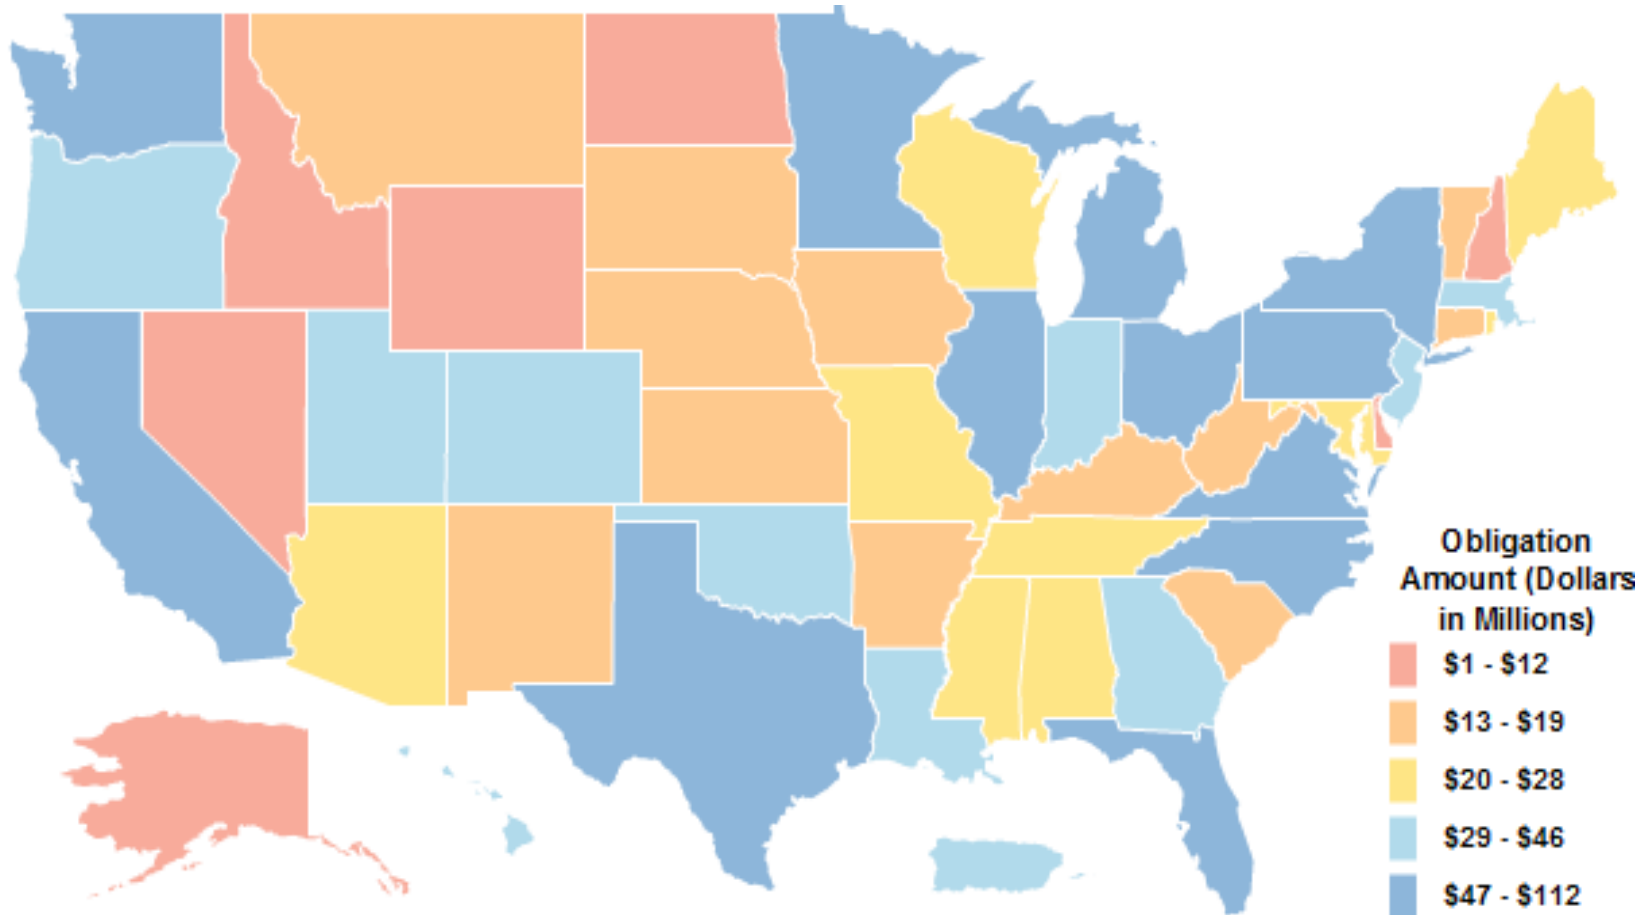 Obligation
Amount (Dollars
in Millions)
$1 - $12
$13 - $19
$20 - $28
$29 - $46
$47 - $112